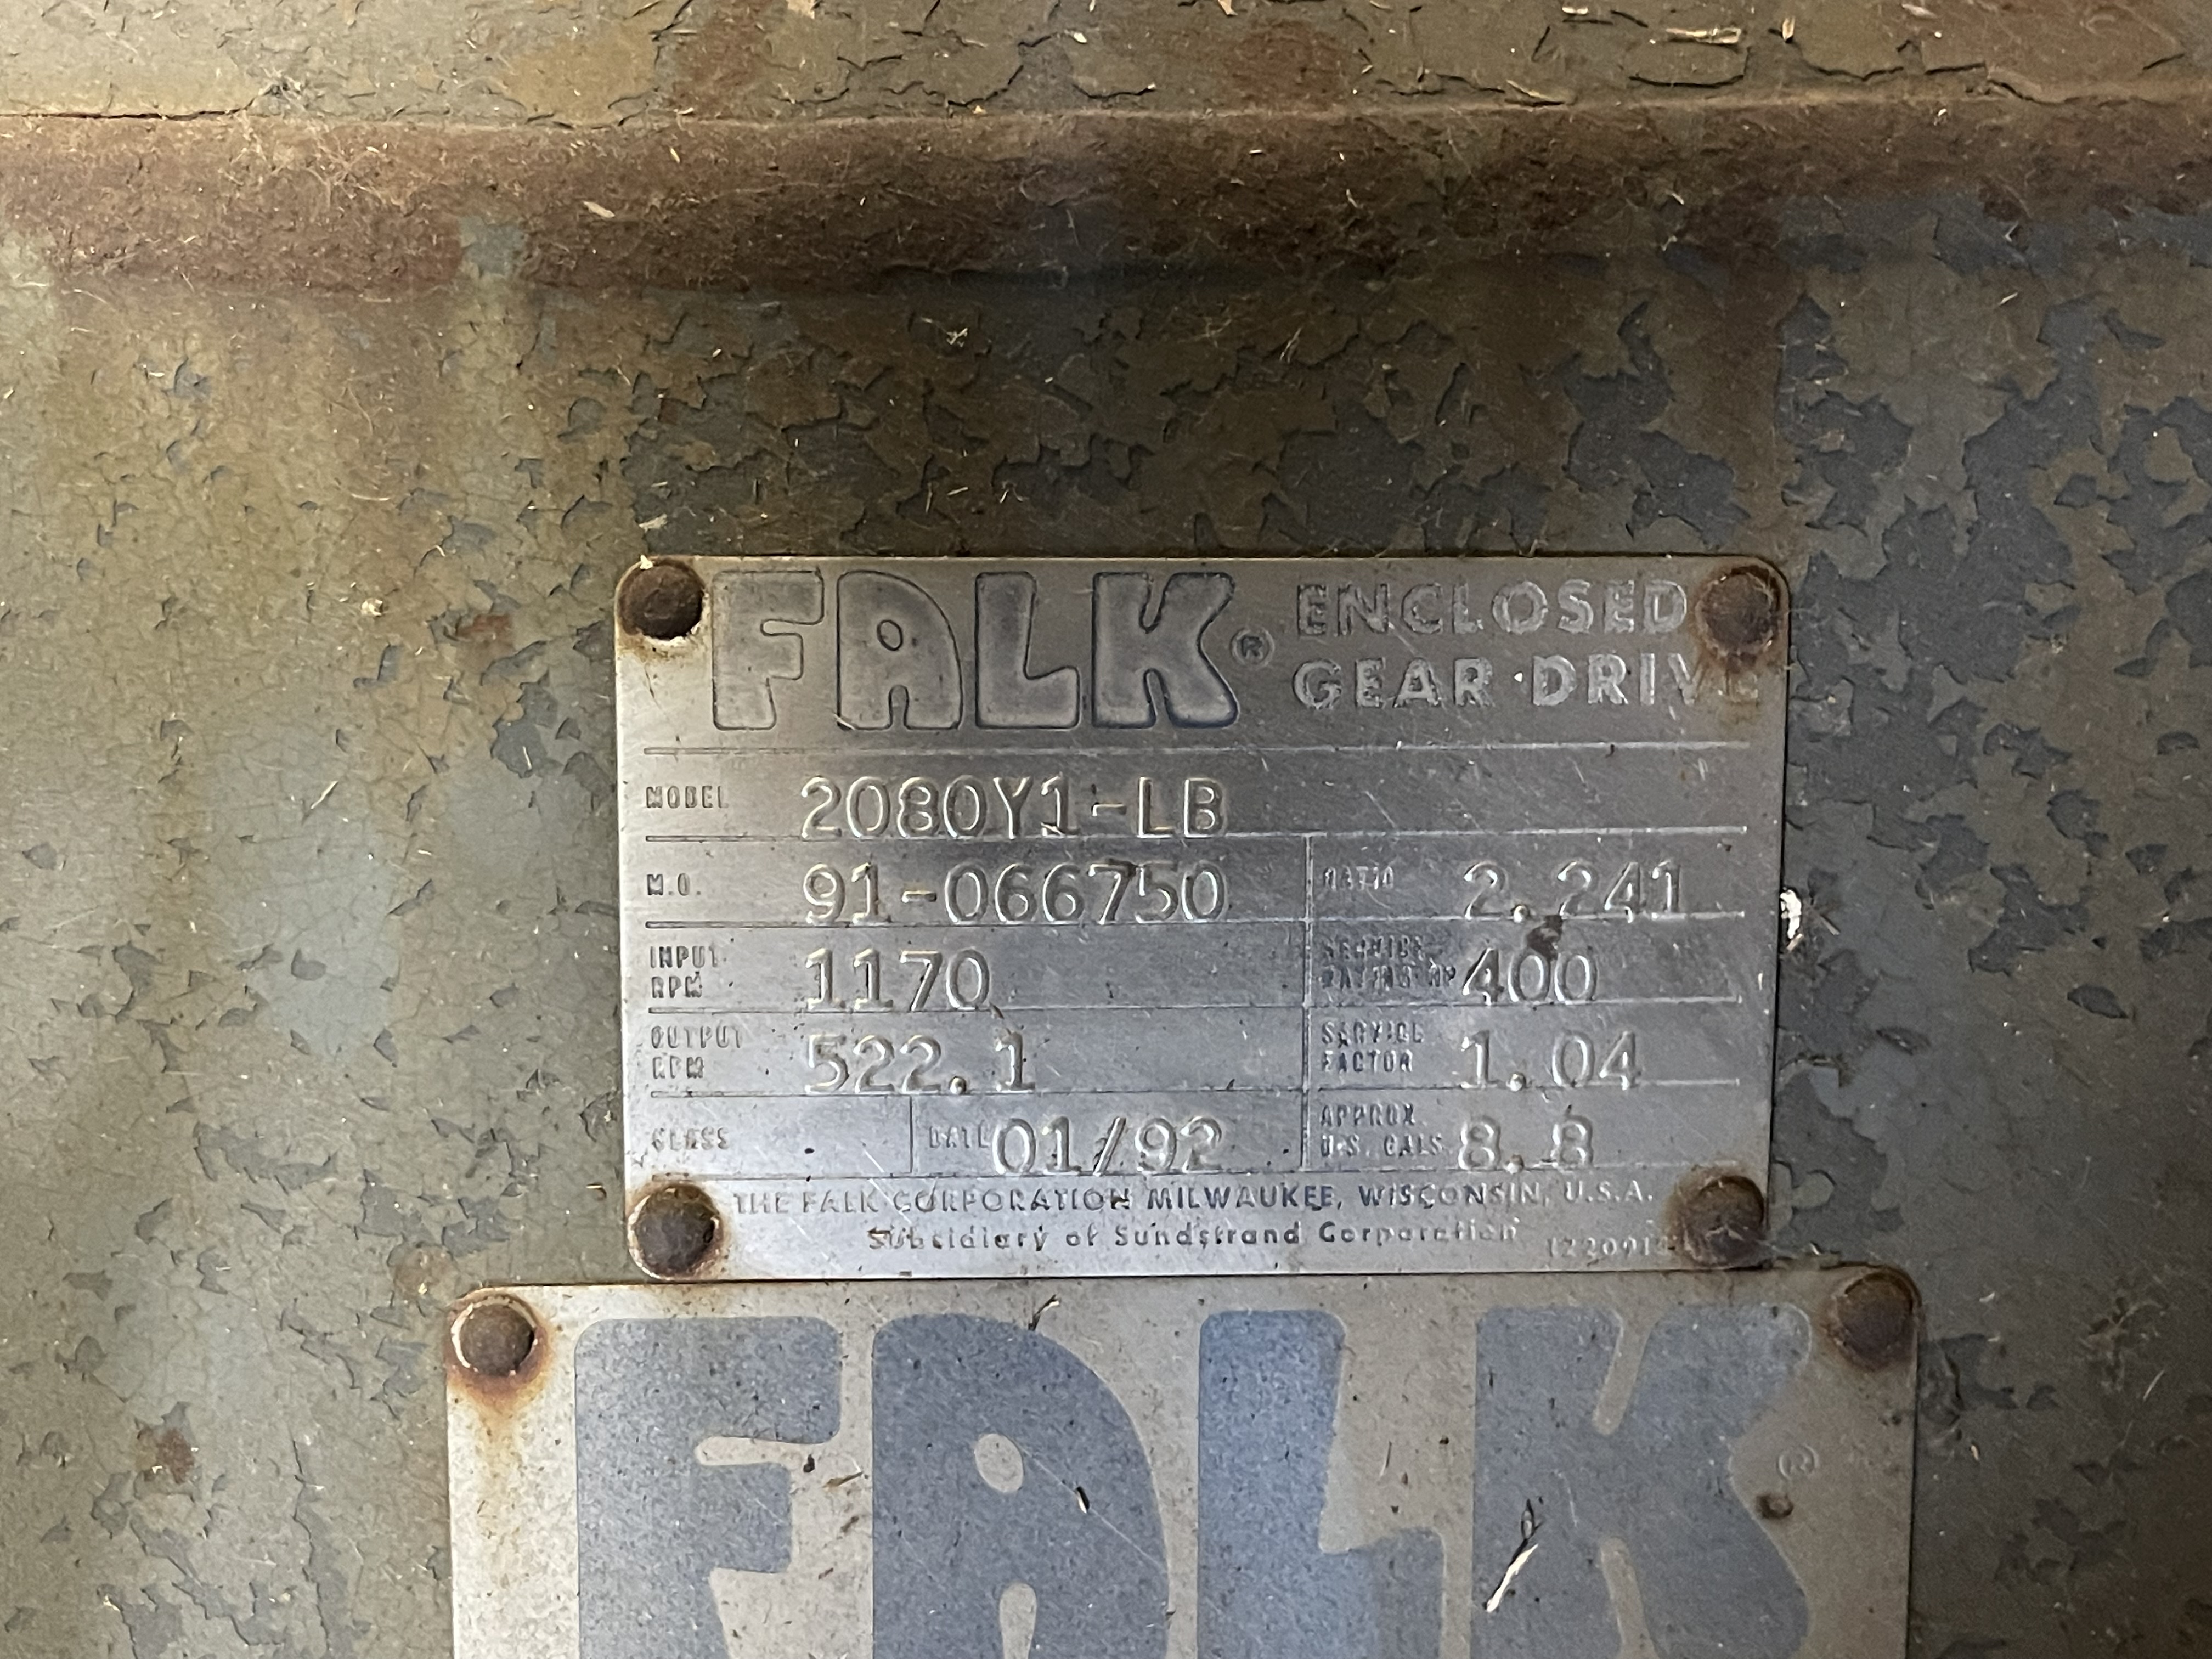 FALK® ENCLOSED
GEAR DRIVE
MODEL 2080Y1-LB
M.O. 91-066750 RATIO 2.241
INPUT RPM 1170 SERVICE RATING HP 400
OUTPUT RPM 522.1 SERVICE FACTOR 1.04
CLASS DATE 01/92 APPROX. U.S. GALS 8.8
THE FALK CORPORATION MILWAUKEE, WISCONSIN, U.S.A.
Subsidiary of Sundstrand Corporation
FALK®